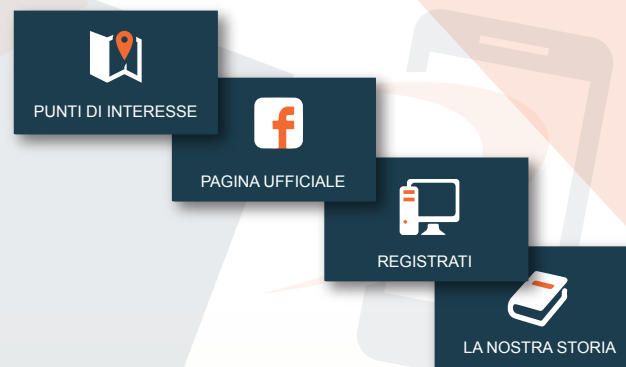 PUNTI DI INTERESSE
PAGINA UFFICIALE
REGISTRATI
LA NOSTRA STORIA